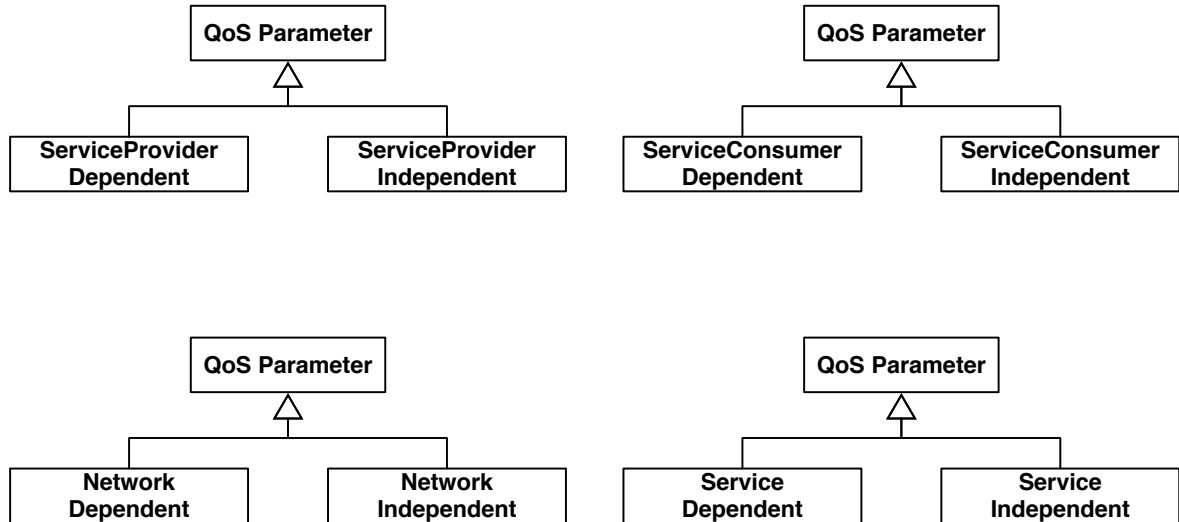 QoS Parameter
ServiceProvider
Dependent
ServiceProvider
Independent
QoS Parameter
ServiceConsumer
Dependent
ServiceConsumer
Independent
QoS Parameter
Network
Dependent
Network
Independent
QoS Parameter
Service
Dependent
Service
Independent